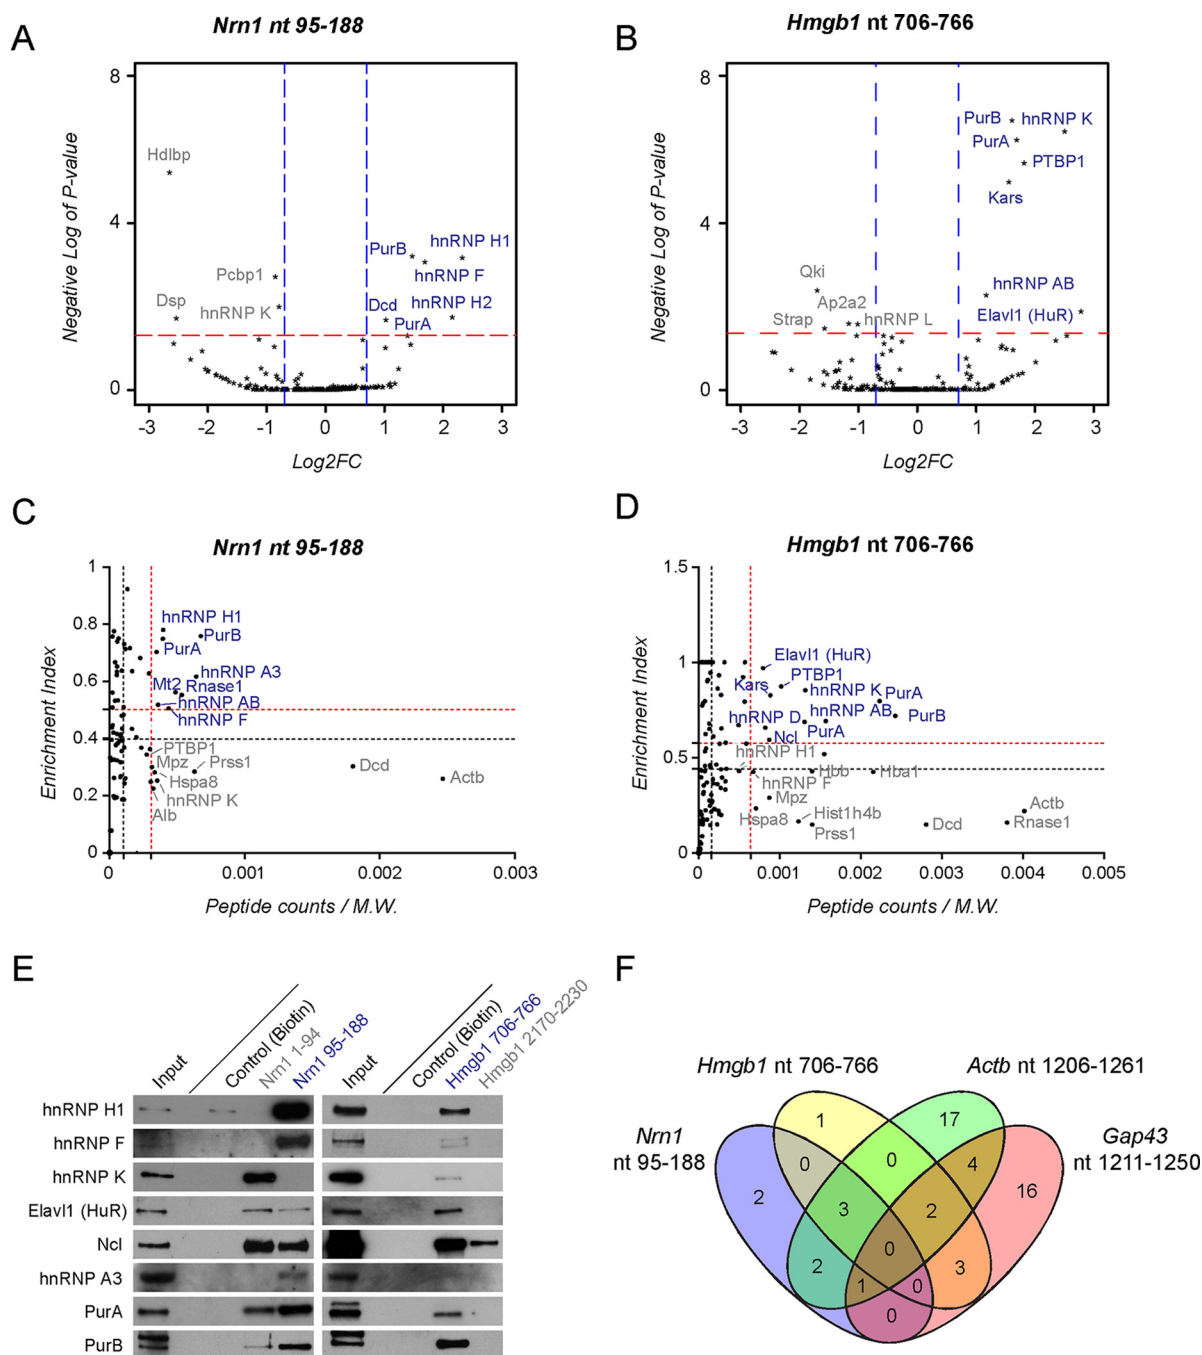 A
Nrn1 nt 95-188
8
4
0
Negative Log of P-value
Hdlbp
Pcbp1
Dsp
hnRNP K
PurB
hnRNP H1
hnRNP F
Dcd
hnRNP H2
PurA
-3 -2 -1 0 1 2 3
Log2FC
B
Hmgb1 nt 706-766
8
4
0
Negative Log of P-value
PurB
hnRNP K
PurA
PTBP1
Kars
Qki
Ap2a2
Strap
hnRNP L
hnRNP AB
Elavl1 (HuR)
-3 -2 -1 0 1 2 3
Log2FC
C
Nrn1 nt 95-188
1
0.8
0.6
0.4
0.2
0
Enrichment Index
hnRNP H1
PurB
PurA
hnRNP A3
Mt2
Rnase1
hnRNP AB
hnRNP F
PTBP1
Mpz
Prss1
Hspa8
hnRNP K
Alb
Dcd
Actb
0 0.001 0.002 0.003
Peptide counts / M.W.
D
Hmgb1 nt 706-766
1.5
1
0.5
0
Enrichment Index
Elavl1 (HuR)
PTBP1
Kars
hnRNP K
PurA
hnRNP D
hnRNP AB
PurB
PurA
Ncl
hnRNP H1
hnRNP F
Hbb
Hba1
Mpz
Hspa8
Hist1h4b
Prss1
Dcd
Actb
Rnase1
0 0.001 0.002 0.003 0.004 0.005
Peptide counts / M.W.
E
Input
Control (Biotin)
Nrn1 1-94
Nrn1 95-188
Input
Control (Biotin)
Hmgb1 706-766
Hmgb1 2170-2230
hnRNP H1
hnRNP F
hnRNP K
Elavl1 (HuR)
Ncl
hnRNP A3
PurA
PurB
F
Hmgb1 nt 706-766
Actb nt 1206-1261
Nrn1
nt 95-188
Gap43
nt 1211-1250
1
17
0
0
4
2
16
3
2
0
2
1
0
3
0